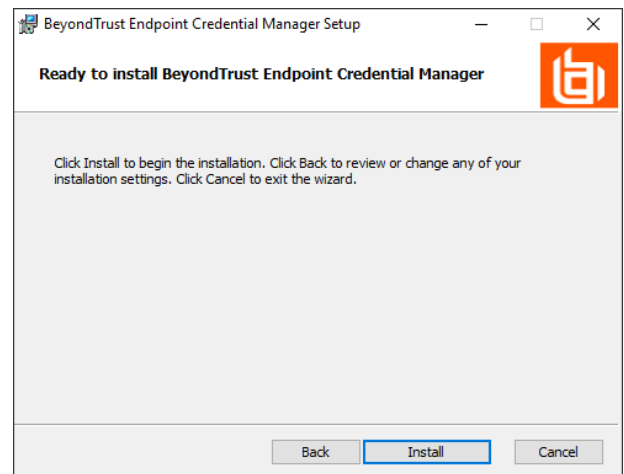 BeyondTrust Endpoint Credential Manager Setup
Ready to install BeyondTrust Endpoint Credential Manager
Click Install to begin the installation. Click Back to review or change any of your
installation settings. Click Cancel to exit the wizard.
Back Install Cancel